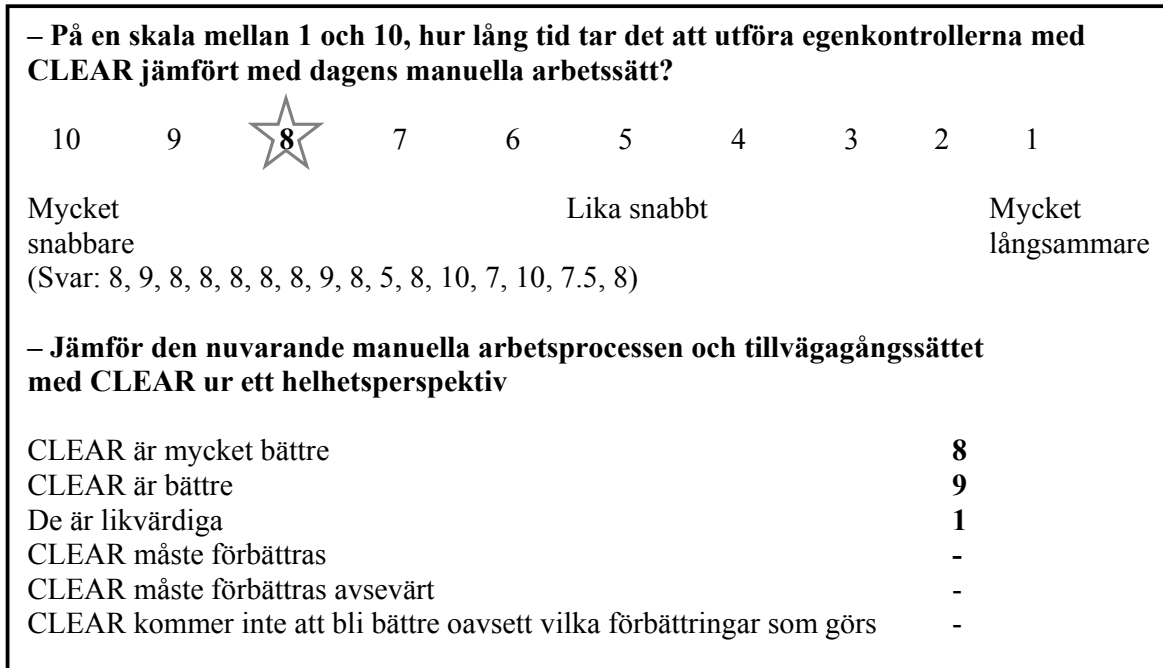 – På en skala mellan 1 och 10, hur lång tid tar det att utföra egenkontrollerna med
CLEAR jämfört med dagens manuella arbetssätt?
10 9 8 7 6 5 4 3 2 1
Mycket Lika snabbt Mycket
snabbare långsammare
(Svar: 8, 9, 8, 8, 8, 8, 8, 9, 8, 5, 8, 10, 7, 10, 7.5, 8)
– Jämför den nuvarande manuella arbetsprocessen och tillvägagångssättet
med CLEAR ur ett helhetsperspektiv
CLEAR är mycket bättre 8
CLEAR är bättre 9
De är likvärdiga 1
CLEAR måste förbättras -
CLEAR måste förbättras avsevärt -
CLEAR kommer inte att bli bättre oavsett vilka förbättringar som görs -